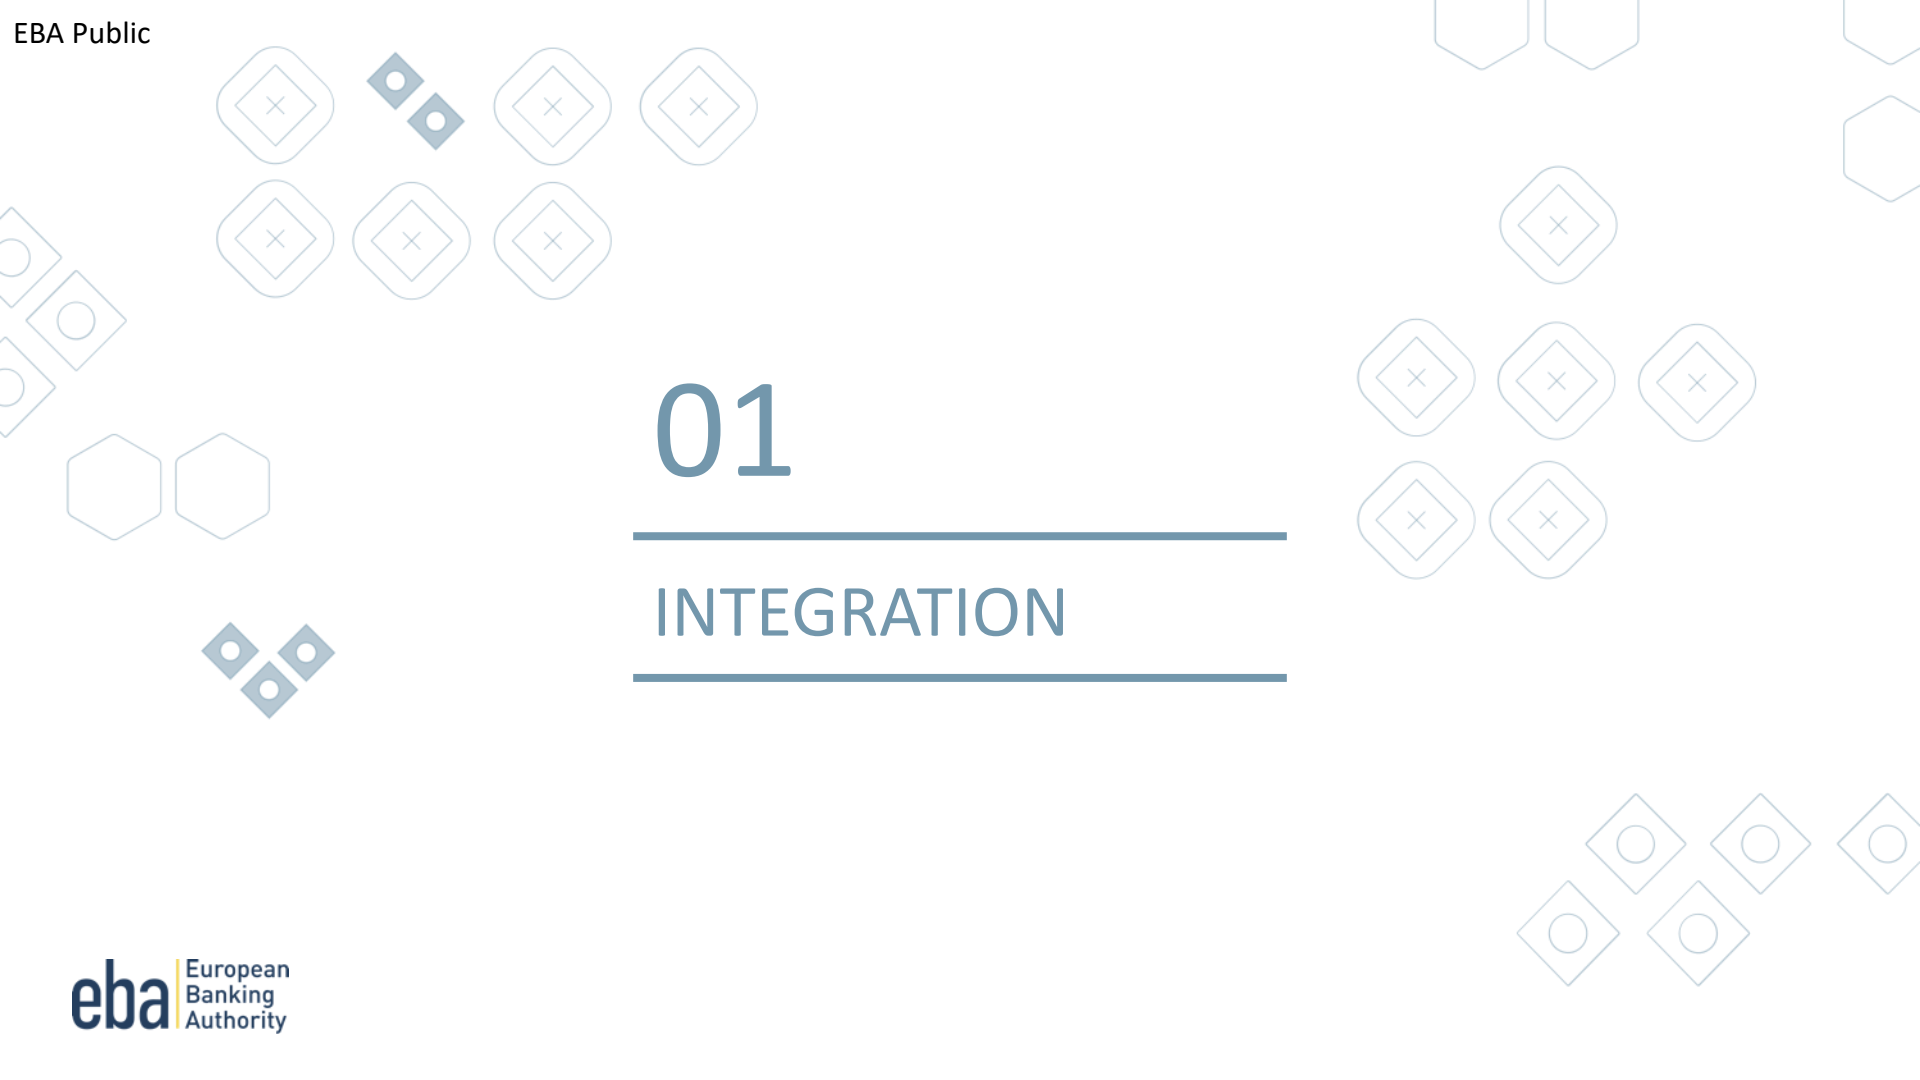 EBA Public
01
INTEGRATION
eba
European
Banking
Authority